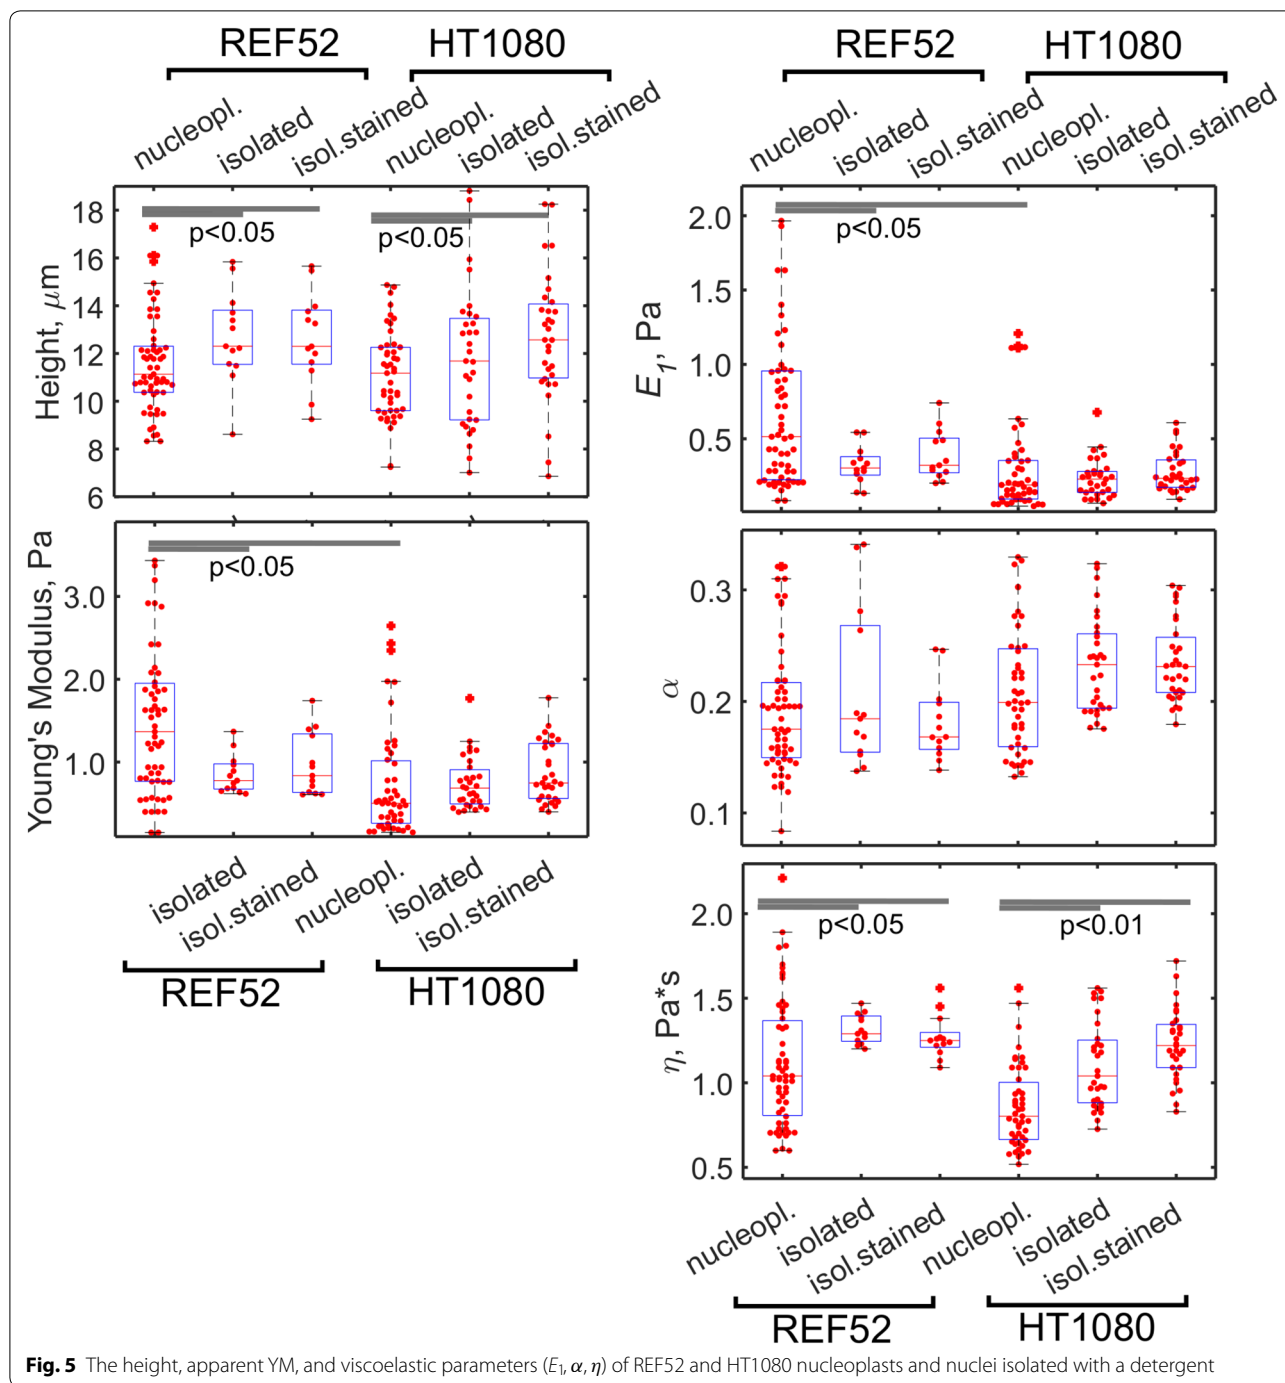 REF52 HT1080
nucleopl. isolated isol.stained nucleopl. isolated isol.stained
Height, μm
18
16
14
12
10
8
6
p<0.05 p<0.05
Young's Modulus, Pa
3.0
2.0
1.0
p<0.05
isolated isol.stained nucleopl. isolated isol.stained
REF52 HT1080
REF52 HT1080
nucleopl. isolated isol.stained nucleopl. isolated isol.stained
E1, Pa
2.0
1.5
1.0
0.5
p<0.05
α
0.3
0.2
0.1
η, Pa*s
2.0
1.5
1.0
0.5
p<0.05 p<0.01
nucleopl. isolated isol.stained nucleopl. isolated isol.stained
REF52 HT1080
Fig. 5 The height, apparent YM, and viscoelastic parameters (E1, α, η) of REF52 and HT1080 nucleoplasts and nuclei isolated with a detergent